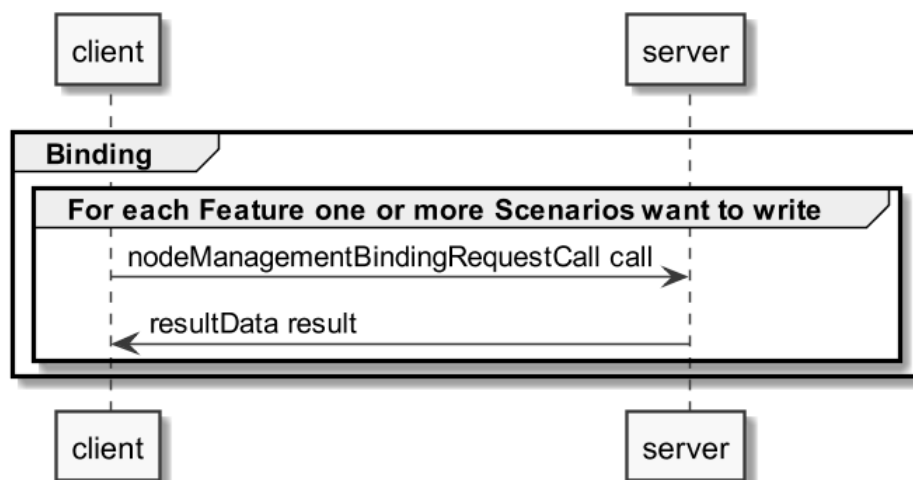 client
server
Binding
For each Feature one or more Scenarios want to write
nodeManagementBindingRequestCall call
resultData result
client
server